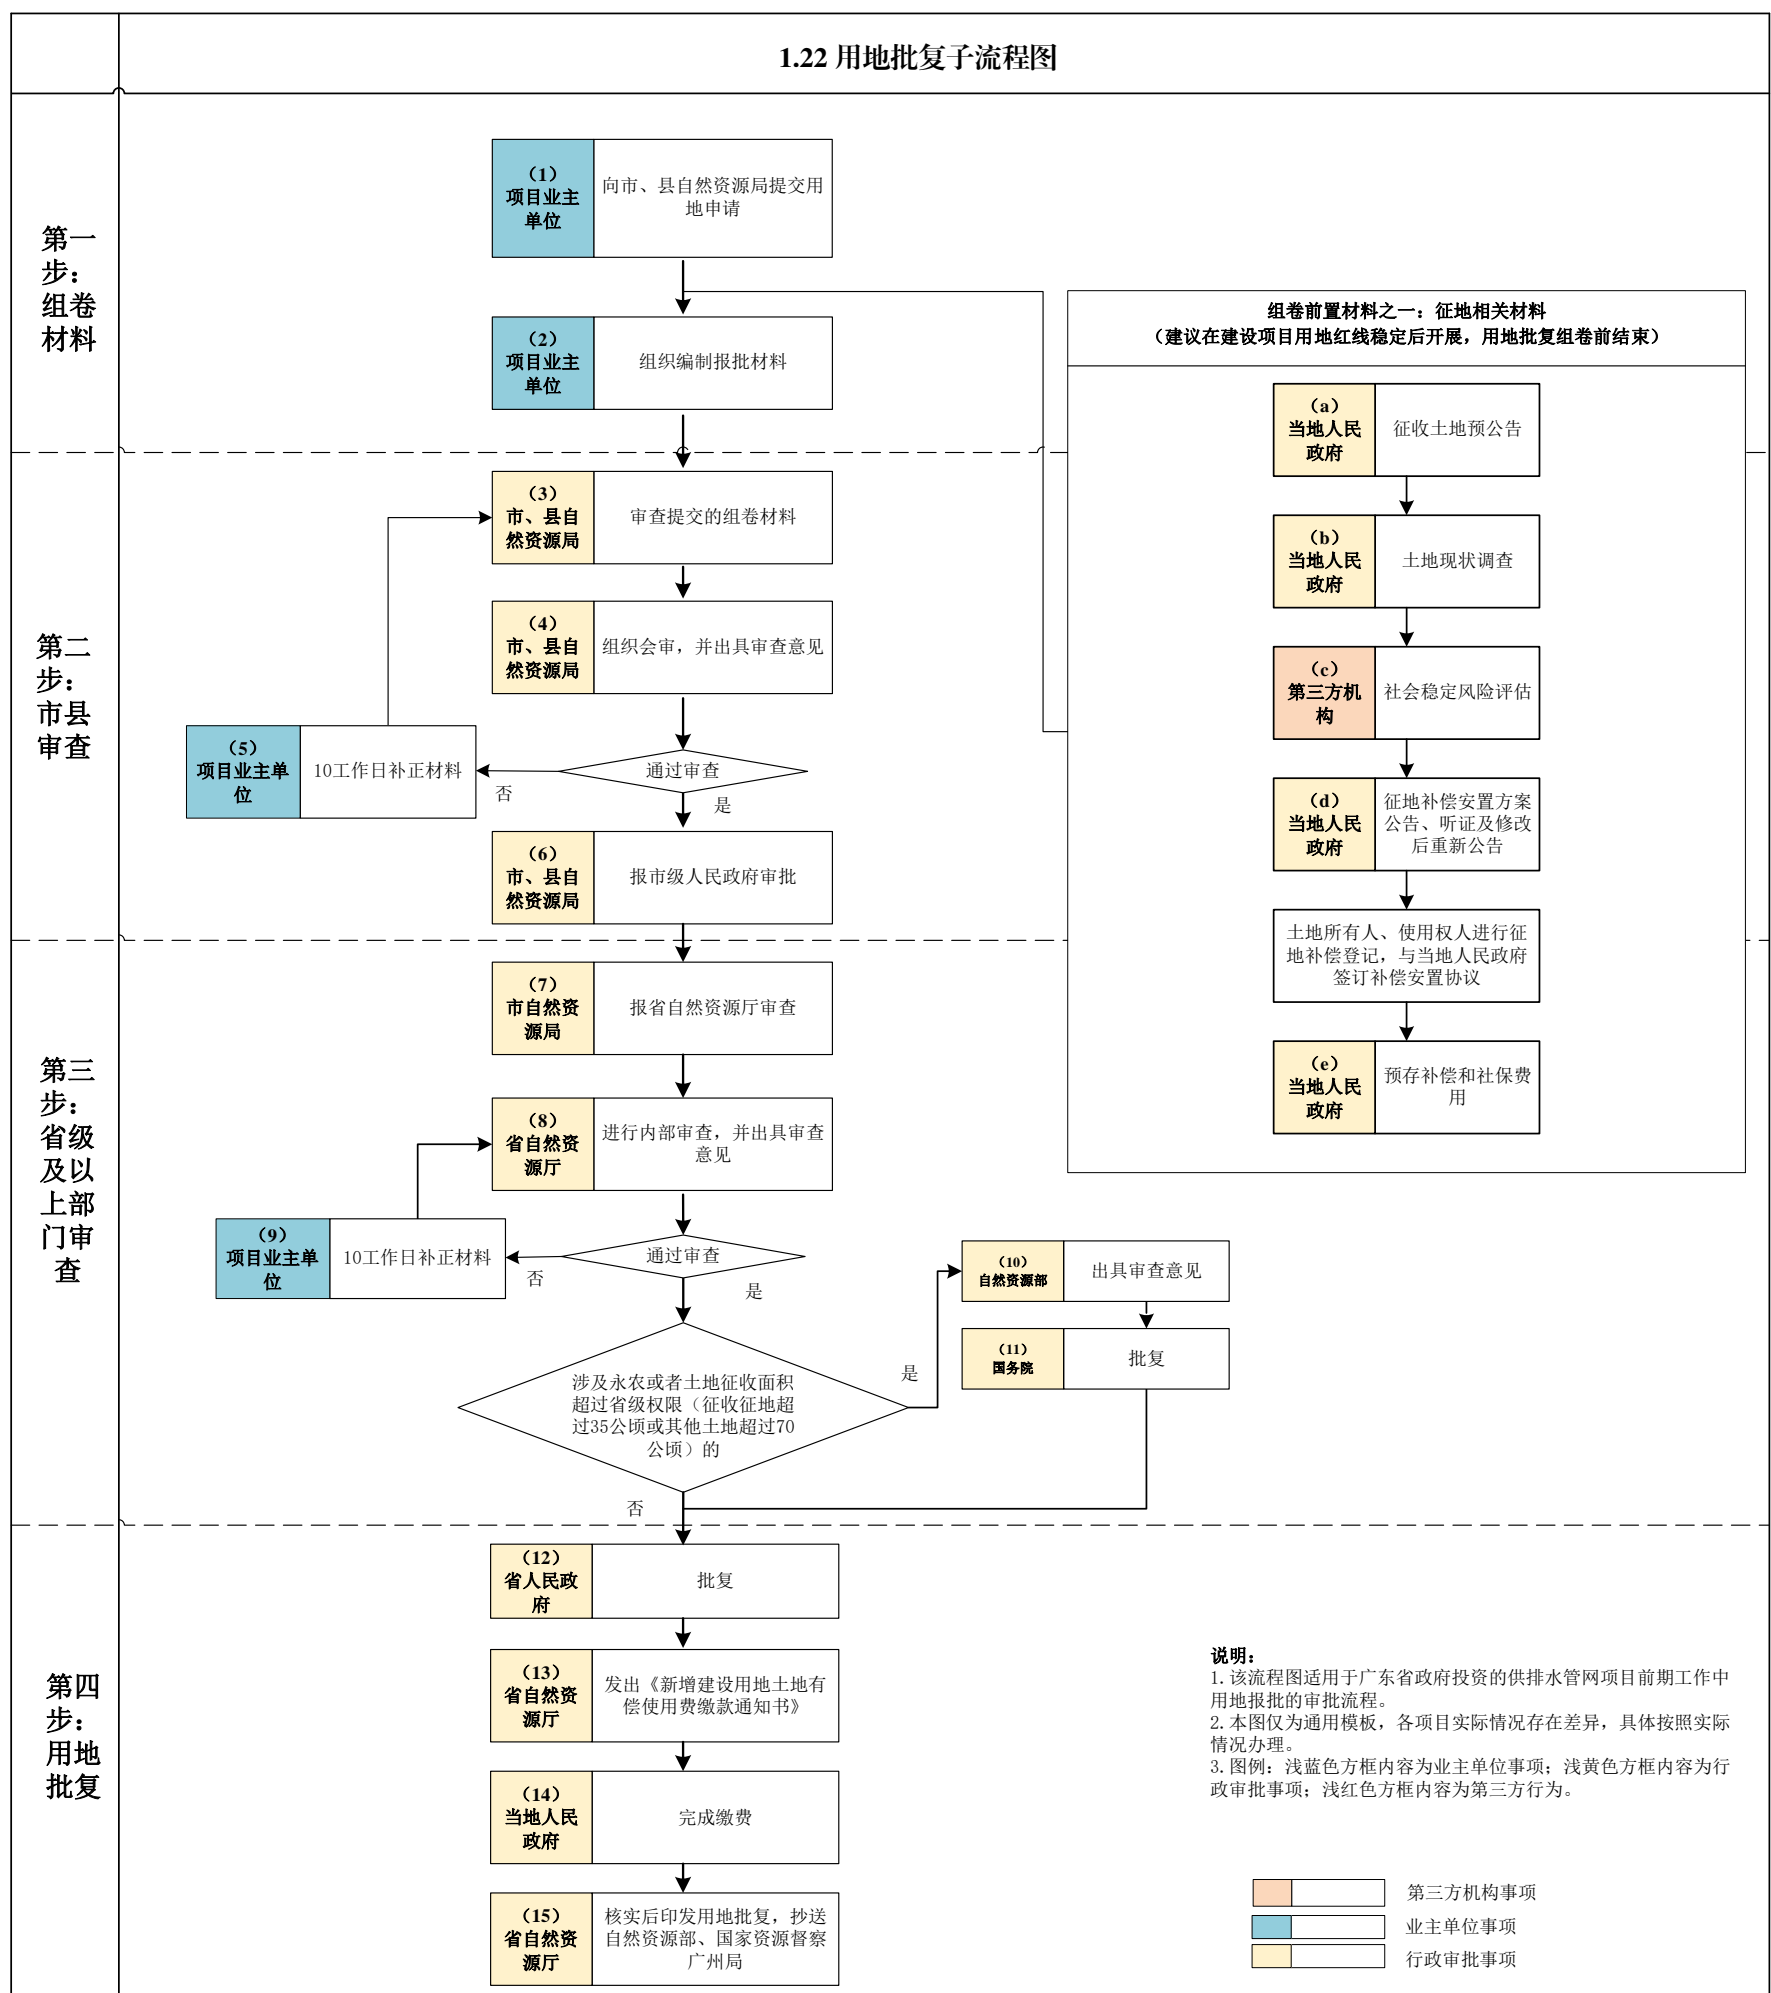 1.22 用地批复子流程图
第一
步：
组卷
材料
（1）
项目业主
单位
向市、县自然资源局提交用
地申请
（2）
项目业主
单位
组织编制报批材料
组卷前置材料之一：征地相关材料
（建议在建设项目用地红线稳定后开展，用地批复组卷前结束）
（a）
当地人民
政府
征收土地预公告
（b）
当地人民
政府
土地现状调查
（c）
第三方机
构
社会稳定风险评估
（d）
当地人民
政府
征地补偿安置方案
公告、听证及修改
后重新公告
土地所有人、使用权人进行征
地补偿登记，与当地人民政府
签订补偿安置协议
（e）
当地人民
政府
预存补偿和社保费
用
第二
步：
市县
审查
（3）
市、县自
然资源局
审查提交的组卷材料
（4）
市、县自
然资源局
组织会审，并出具审查意见
（5）
项目业主单
位
10工作日补正材料
否
通过审查
是
（6）
市、县自
然资源局
报市级人民政府审批
第三
步：
省级
及以
上部
门审
查
（7）
市自然资
源局
报省自然资源厅审查
（8）
省自然资
源厅
进行内部审查，并出具审查
意见
（9）
项目业主单
位
10工作日补正材料
否
通过审查
是
涉及永农或者土地征收面积
超过省级权限（征收征地超
过35公顷或其他土地超过70
公顷）的
是
否
（10）
自然资源部
出具审查意见
（11）
国务院
批复
第四
步：
用地
批复
（12）
省人民政
府
批复
（13）
省自然资
源厅
发出《新增建设用地土地有
偿使用费缴款通知书》
（14）
当地人民
政府
完成缴费
（15）
省自然资
源厅
核实后印发用地批复，抄送
自然资源部、国家资源督察
广州局
说明：
1.该流程图适用于广东省政府投资的供排水管网项目前期工作中
用地报批的审批流程。
2.本图仅为通用模板，各项目实际情况存在差异，具体按照实际
情况办理。
3.图例：浅蓝色方框内容为业主单位事项；浅黄色方框内容为行
政审批事项；浅红色方框内容为第三方行为。
第三方机构事项
业主单位事项
行政审批事项